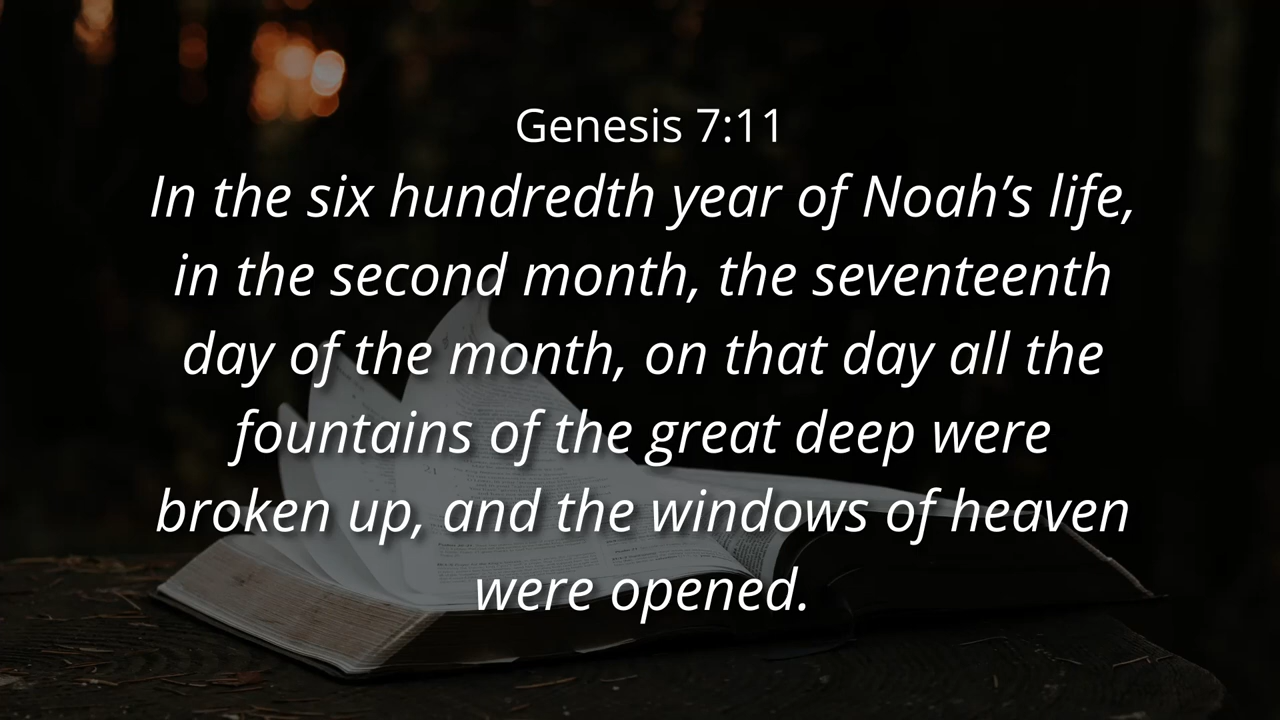 Genesis 7:11
In the six hundredth year of Noah’s life,
in the second month, the seventeenth
day of the month, on that day all the
fountains of the great deep were
broken up, and the windows of heaven
were opened.